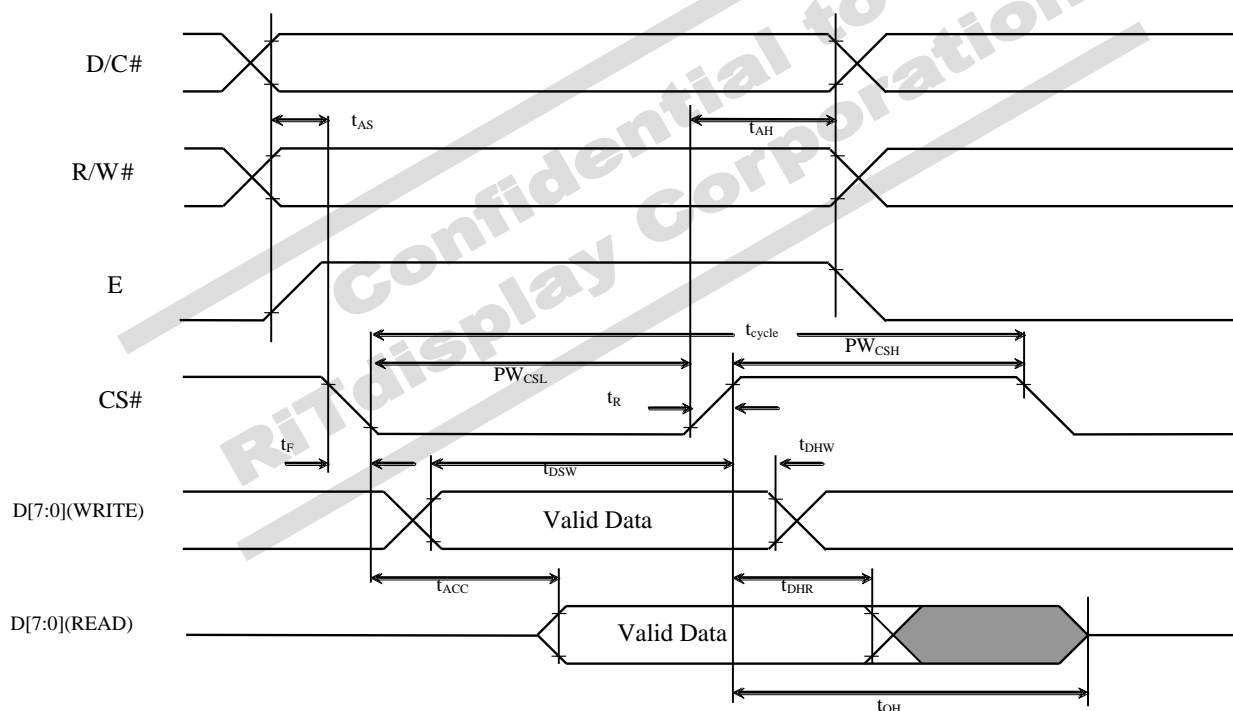 Confidential to
RiTdisplay Corporation
D/C#
tAS
tAH
R/W#
E
tcycle
PWCSL
PWCSH
CS#
tR
tF
tDSW
tDHW
D[7:0](WRITE)
Valid Data
tACC
tDHR
D[7:0](READ)
Valid Data
tOH